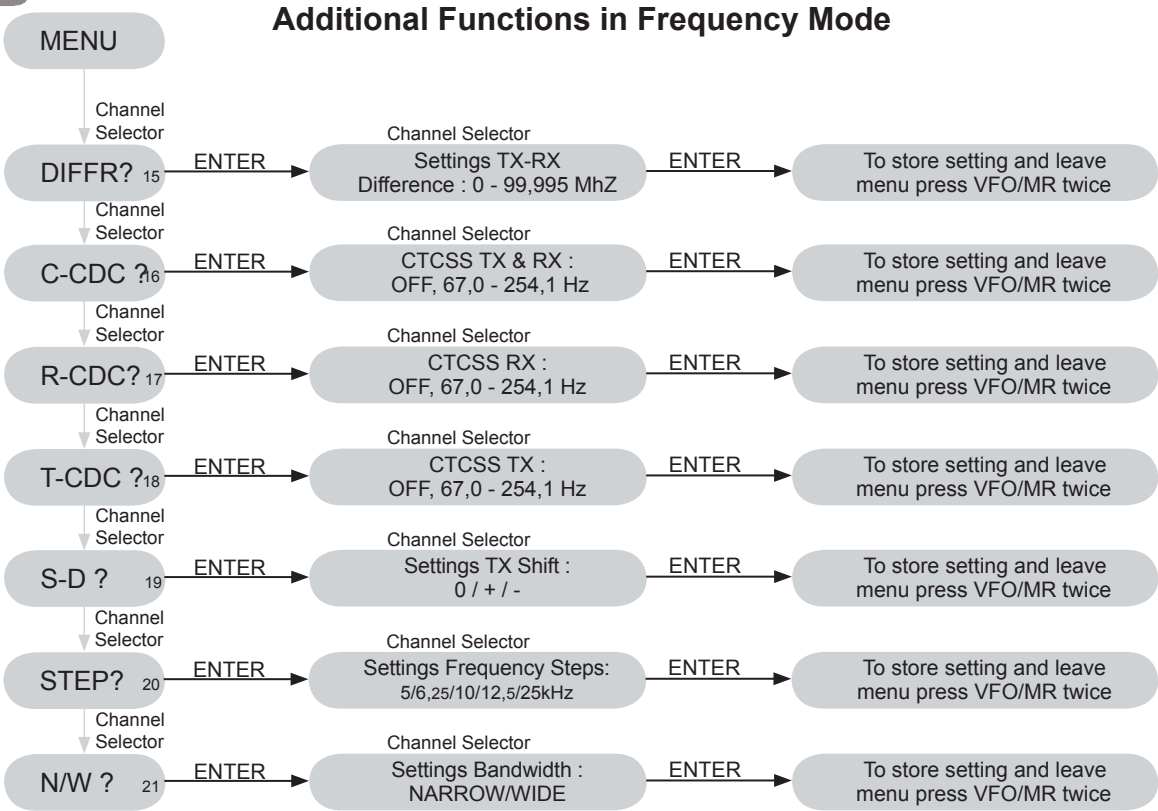 Additional Functions in Frequency Mode
MENU
Channel
Selector
DIFFR? 15
ENTER
Channel Selector
Settings TX-RX
Difference : 0 - 99,995 MhZ
ENTER
To store setting and leave
menu press VFO/MR twice
Channel
Selector
C-CDC ?16
ENTER
Channel Selector
CTCSS TX & RX :
OFF, 67,0 - 254,1 Hz
ENTER
To store setting and leave
menu press VFO/MR twice
Channel
Selector
R-CDC? 17
ENTER
Channel Selector
CTCSS RX :
OFF, 67,0 - 254,1 Hz
ENTER
To store setting and leave
menu press VFO/MR twice
Channel
Selector
T-CDC ?18
ENTER
Channel Selector
CTCSS TX :
OFF, 67,0 - 254,1 Hz
ENTER
To store setting and leave
menu press VFO/MR twice
Channel
Selector
S-D ? 19
ENTER
Channel Selector
Settings TX Shift :
0 / + / -
ENTER
To store setting and leave
menu press VFO/MR twice
Channel
Selector
STEP? 20
ENTER
Channel Selector
Settings Frequency Steps:
5/6,25/10/12,5/25kHz
ENTER
To store setting and leave
menu press VFO/MR twice
Channel
Selector
N/W ? 21
ENTER
Channel Selector
Settings Bandwidth :
NARROW/WIDE
ENTER
To store setting and leave
menu press VFO/MR twice